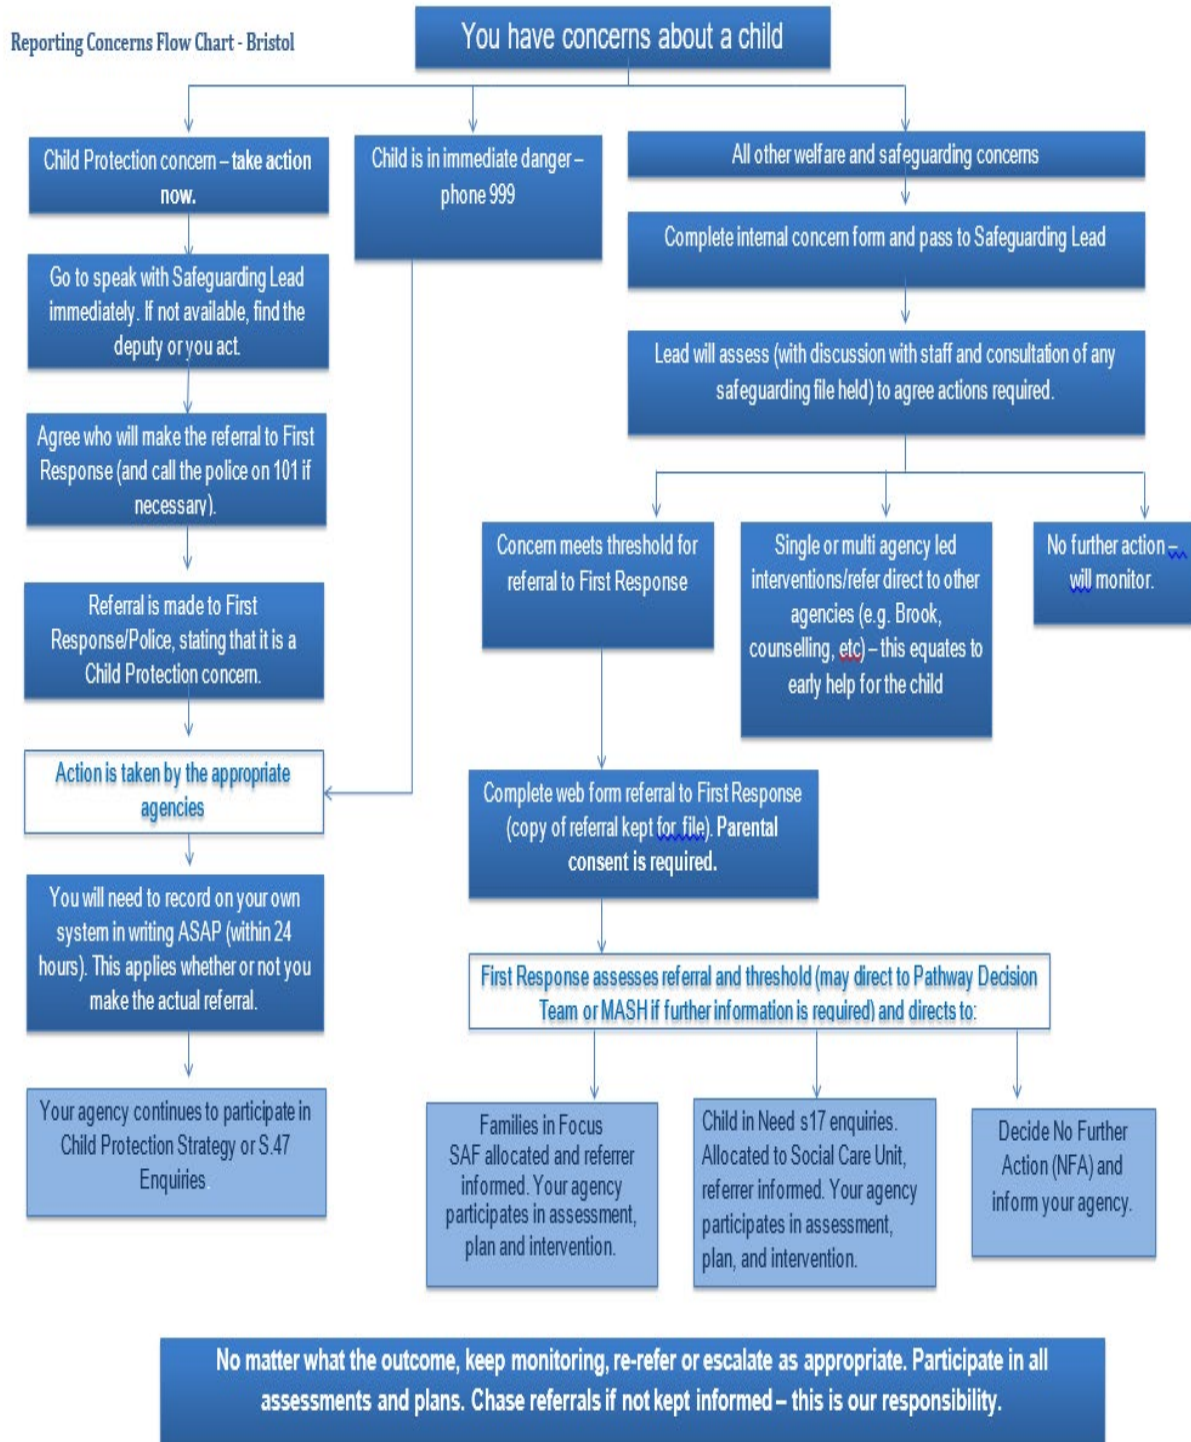 Reporting Concerns Flow Chart - Bristol
You have concerns about a child
Child Protection concern – take action
now.
Child is in immediate danger –
phone 999
All other welfare and safeguarding concerns
Go to speak with Safeguarding Lead
immediately. If not available, find the
deputy or you act.
Complete internal concern form and pass to Safeguarding Lead
Lead will assess (with discussion with staff and consultation of any
safeguarding file held) to agree actions required.
Agree who will make the referral to First
Response (and call the police on 101 if
necessary).
Concern meets threshold for
referral to First Response
Single or multi agency led
interventions/refer direct to other
agencies (e.g. Brook,
counselling, etc) – this equates to
early help for the child
No further action –
will monitor.
Referral is made to First
Response/Police, stating that it is a
Child Protection concern.
Action is taken by the appropriate
agencies
Complete web form referral to First Response
(copy of referral kept for file). Parental
consent is required.
You will need to record on your own
system in writing ASAP (within 24
hours). This applies whether or not you
make the actual referral.
First Response assesses referral and threshold (may direct to Pathway Decision
Team or MASH if further information is required) and directs to:
Your agency continues to participate in
Child Protection Strategy or S.47
Enquiries.
Families in Focus
SAF allocated and referrer
informed. Your agency
participates in assessment,
plan and intervention.
Child in Need s17 enquiries.
Allocated to Social Care Unit,
referrer informed. Your agency
participates in assessment,
plan, and intervention.
Decide No Further
Action (NFA) and
inform your agency.
No matter what the outcome, keep monitoring, re-refer or escalate as appropriate. Participate in all
assessments and plans. Chase referrals if not kept informed – this is our responsibility.